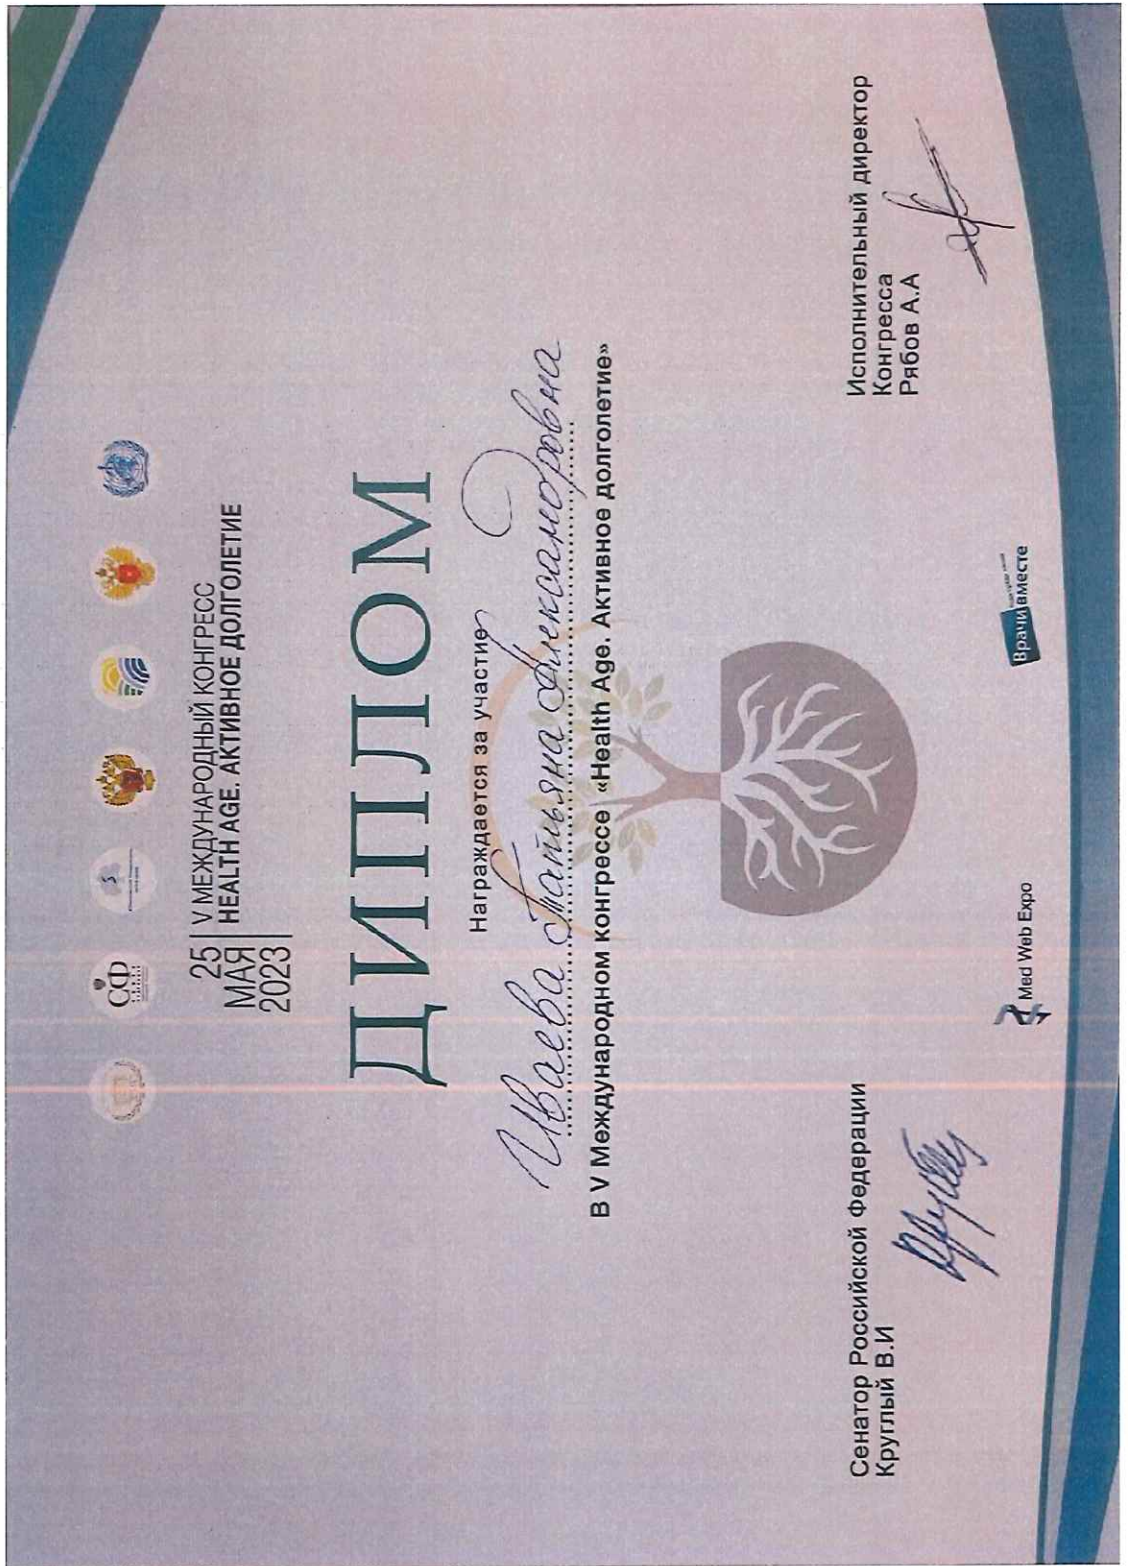 СФ
25
МАЯ
2023
V МЕЖДУНАРОДНЫЙ КОНГРЕСС
HEALTH AGE. АКТИВНОЕ ДОЛГОЛЕТИЕ
ДИПЛОМ
Награждается за участие
Иваева Татьяна Александровна
В V Международном конгрессе «Health Age. Активное долголетие»
Сенатор Российской Федерации
Круглый В.И
Исполнительный директор
Конгресса
Рябов А.А
Med Web Expo
Врачи вместе